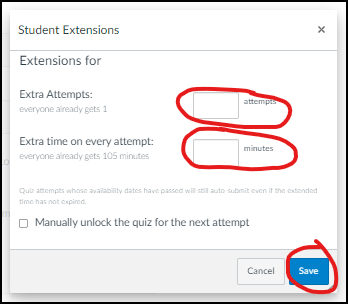 Student Extensions ×
Extensions for
Extra Attempts: attempts
everyone already gets 1
Extra time on every attempt: minutes
everyone already gets 105 minutes
Quiz attempts whose availability dates have passed will still auto-submit even if the extended
time has not expired.
Manually unlock the quiz for the next attempt
Cancel Save